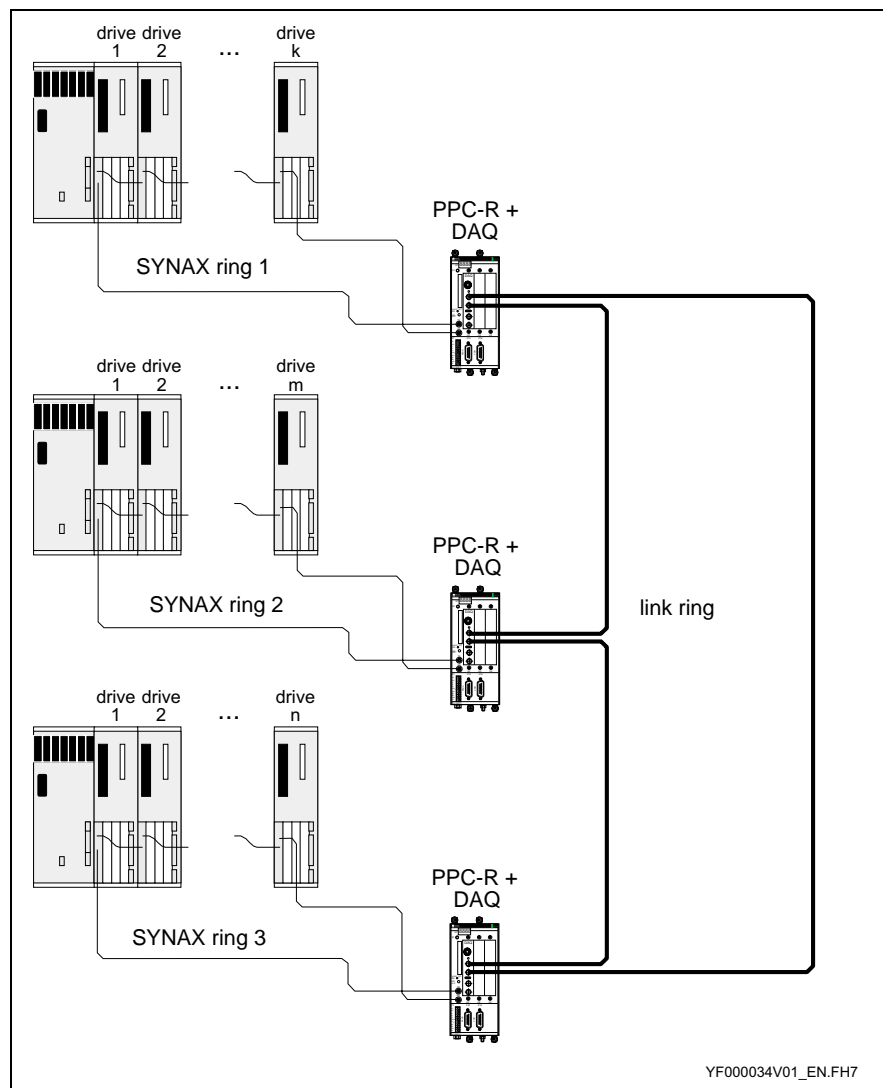 drive drive drive
1 2 ... k
PPC-R +
DAQ
SYNAX ring 1
drive drive drive
1 2 ... m
PPC-R +
DAQ
SYNAX ring 2
link ring
drive drive drive
1 2 ... n
PPC-R +
DAQ
SYNAX ring 3
YF000034V01_EN.FH7